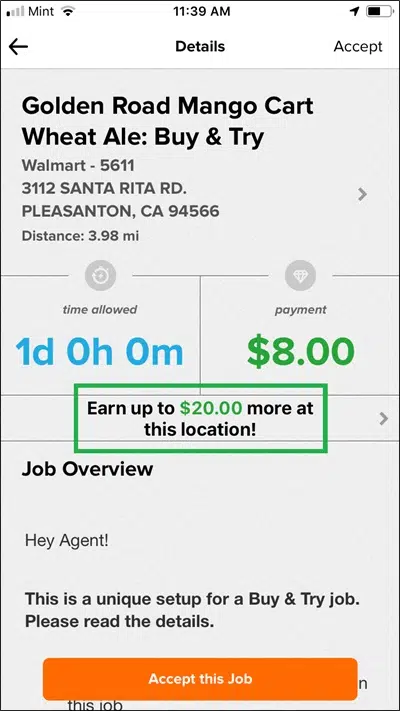 Mint 11:39 AM
Details Accept
Golden Road Mango Cart
Wheat Ale: Buy & Try
Walmart - 5611
3112 SANTA RITA RD.
PLEASANTON, CA 94566
Distance: 3.98 mi
time allowed payment
1d 0h 0m $8.00
Earn up to $20.00 more at
this location!
Job Overview
Hey Agent!
This is a unique setup for a Buy & Try job.
Please read the details.
Accept this Job
this job